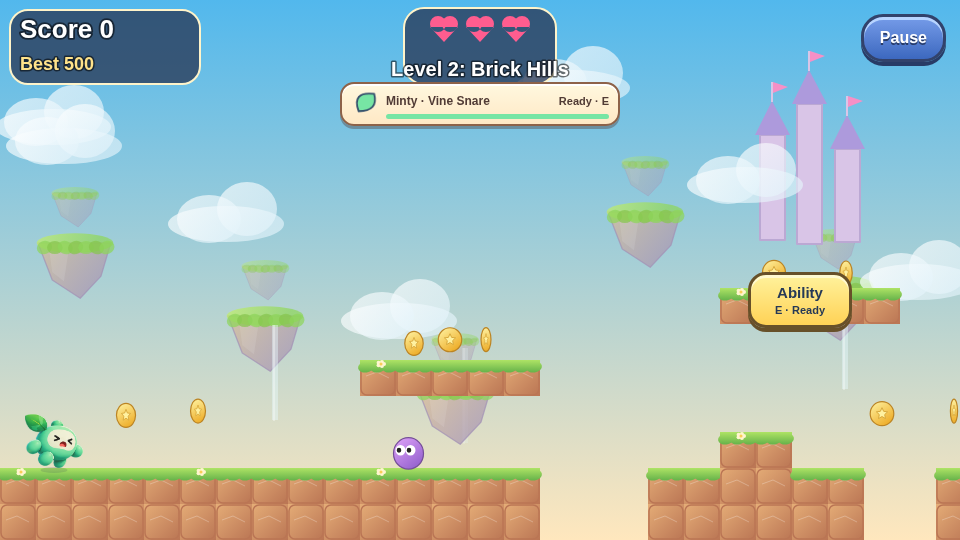 Score 0
Best 500
Level 2: Brick Hills
Minty · Vine Snare
Ready · E
Pause
Ability
E · Ready